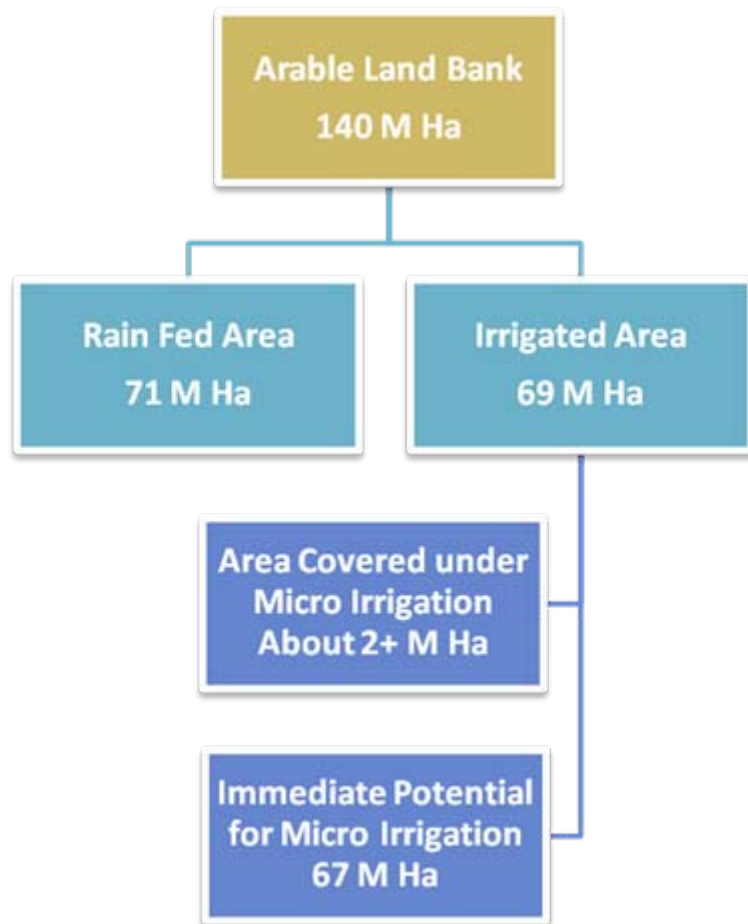 Arable Land Bank
140 M Ha
Rain Fed Area
71 M Ha
Irrigated Area
69 M Ha
Area Covered under
Micro Irrigation
About 2+ M Ha
Immediate Potential
for Micro Irrigation
67 M Ha